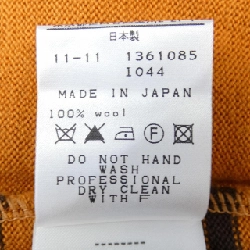 日本製
11-11 1361085
1044
MADE IN JAPAN
100% wool
F
DO NOT HAND
WASH
PROFESSIONAL
DRY CLEAN
WITH F
--------